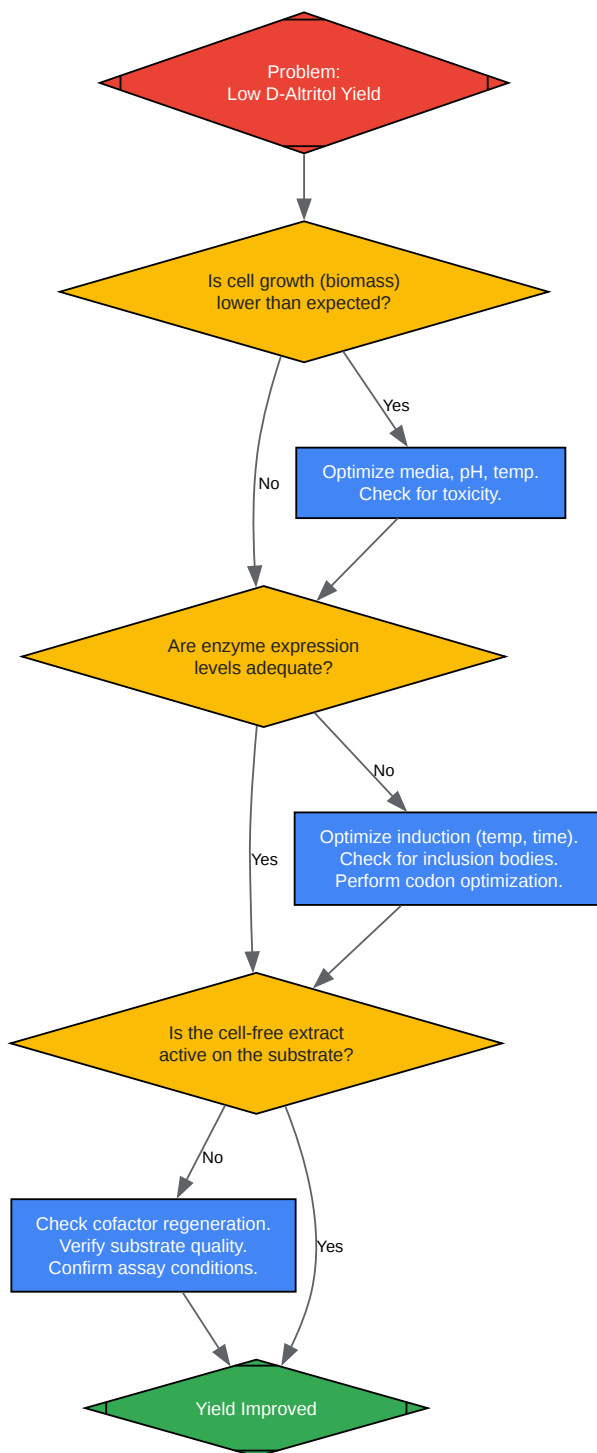 Problem:
Low D-Altritol Yield
Is cell growth (biomass)
lower than expected?
Yes
Optimize media, pH, temp.
Check for toxicity.
No
Are enzyme expression
levels adequate?
No
Optimize induction (temp, time).
Check for inclusion bodies.
Perform codon optimization.
Yes
Is the cell-free extract
active on the substrate?
No
Check cofactor regeneration.
Verify substrate quality.
Confirm assay conditions.
Yes
Yield Improved